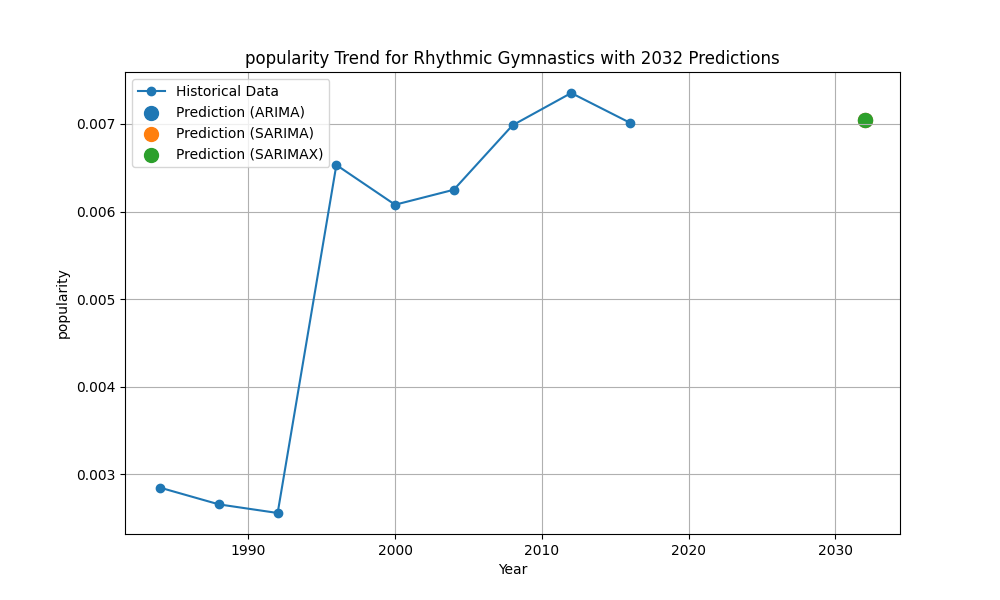 popularity Trend for Rhythmic Gymnastics with 2032 Predictions
Historical Data
Prediction (ARIMA)
Prediction (SARIMA)
Prediction (SARIMAX)
0.007
0.006
0.005
0.004
0.003
popularity
1990
2000
2010
2020
2030
Year